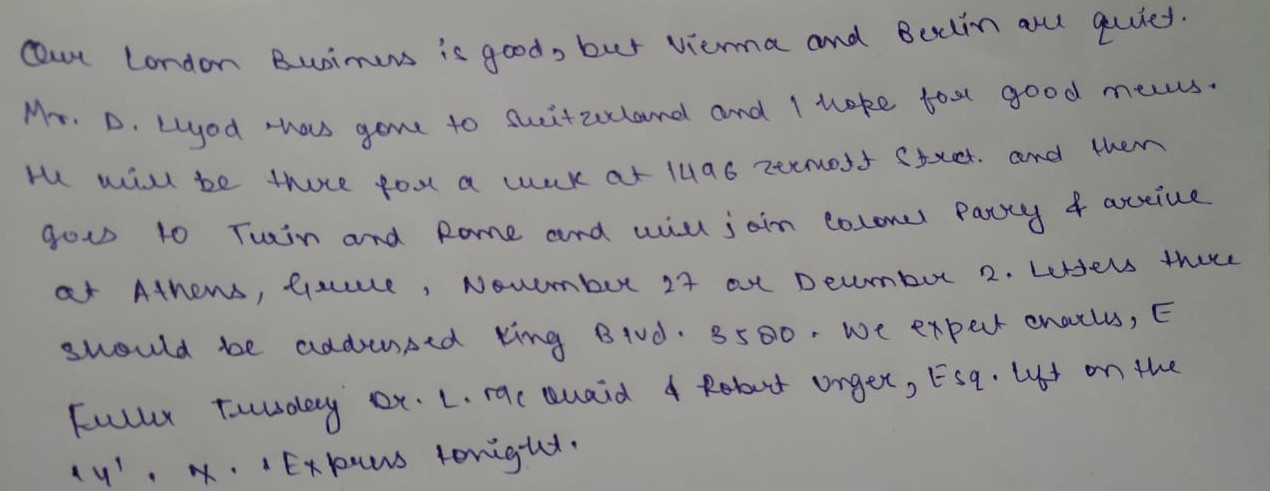 Our London Business is good, but Vienna and Berlin are quiet.
Mr. D. Llyod has gone to Switzerland and I hope for good news.
He will be there for a week at 1496 zermott Street. and then
goes to Turin and Rome and will join Colonel Parry & arrive
at Athens, Greece, November 27 or December 2. Letters there
should be addressed King Blvd. 3580. We expect charles, E
Fuller Tuesday Dr. L. Mc Quaid & Robert Unger, Esq. left on the
'Y'. X. 'Express tonight.